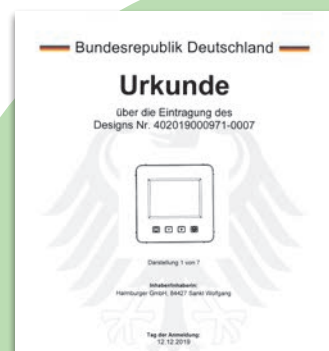 Bundesrepublik Deutschland
Urkunde
über die Eintragung des
Designs Nr. 402019000971-0007
Darstellung 1 von 7
Inhaber/Inhaberin:
Haimburger GmbH, 84427 Sankt Wolfgang
Tag der Anmeldung:
12.12.2019